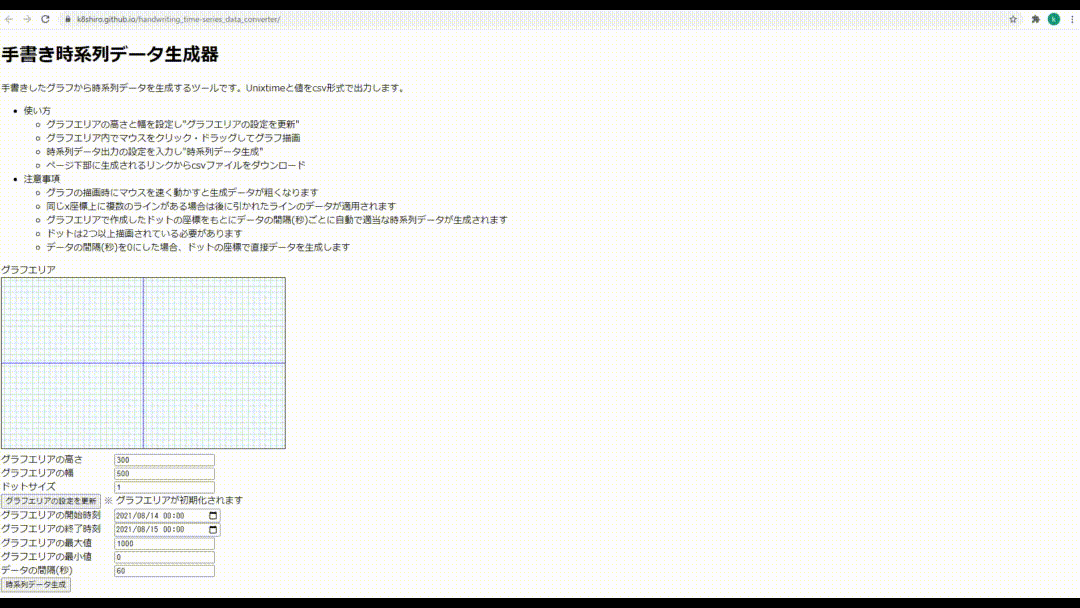 k8shiro.github.io/handwriting_time-series_data_converter/
k
手書き時系列データ生成器
手書きしたグラフから時系列データを生成するツールです。Unixtimeと値をcsv形式で出力します。
使い方
グラフエリアの高さと幅を設定し"グラフエリアの設定を更新"
グラフエリア内でマウスをクリック・ドラッグしてグラフ描画
時系列データ出力の設定を入力し"時系列データ生成"
ページ下部に生成されるリンクからcsvファイルをダウンロード
注意事項
グラフの描画時にマウスを速く動かすと生成データが粗くなります
同じx座標上に複数のラインがある場合は後に引かれたラインのデータが適用されます
グラフエリアで作成したドットの座標をもとにデータの間隔(秒)ごとに自動で適当な時系列データが生成されます
ドットは2つ以上描画されている必要があります
データの間隔(秒)を0にした場合、ドットの座標で直接データを生成します
グラフエリア
グラフエリアの高さ 300
グラフエリアの幅 500
ドットサイズ 1
グラフエリアの設定を更新 ※ グラフエリアが初期化されます
グラフエリアの開始時刻 2021/08/14 00:00
グラフエリアの終了時刻 2021/08/15 00:00
グラフエリアの最大値 1000
グラフエリアの最小値 0
データの間隔(秒) 60
時系列データ生成